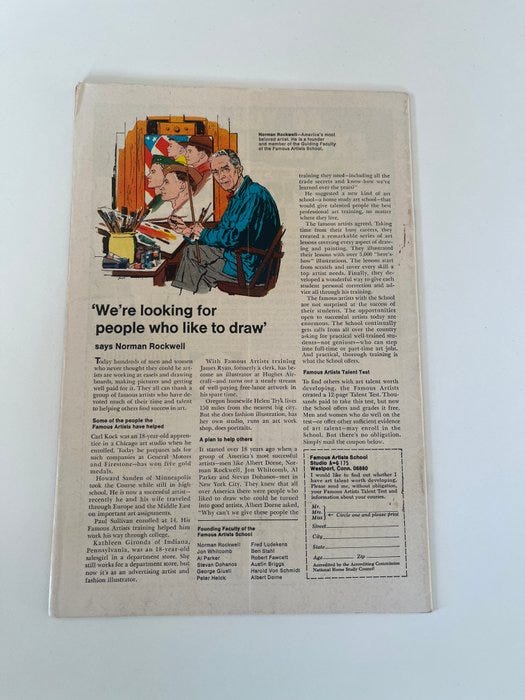 Norman Rockwell—America's most
beloved artist. He is a founder
and member of the Guiding Faculty
of the Famous Artists School.
'We're looking for
people who like to draw'
says Norman Rockwell
Today hundreds of men and women
who never thought they could be art-
ists are working at easels and drawing
boards, making pictures and getting
well paid for it. They all can thank a
group of famous artists who have de-
voted much of their time and talent
to helping others find success in art.
Some of the people the
Famous Artists have helped
Carl Kock was an 18-year-old appren-
tice in a Chicago art studio when he
enrolled. Today he prepares ads for
such companies at General Motors
and Firestone—has won five gold
medals.
Howard Sanden of Minneapolis
took the Course while still in high
school. He is now a successful artist—
recently he and his wife traveled
through Europe and the Middle East
on important art assignments.
Paul Sullivan enrolled at 14. His
Famous Artists training helped him
work his way through college.
Kathleen Gironda of Indiana,
Pennsylvania, was an 18-year-old
salesgirl in a department store. She
still works for a department store, but
now it's as an advertising artist and
fashion illustrator.
With Famous Artists training
James Ryan, formerly a clerk, has be-
come an illustrator at Hughes Air-
craft—and turns out a steady stream
of well-paying free-lance artwork in
his spare time.
Oregon housewife Helen Tryk lives
150 miles from the nearest big city.
But she does fashion illustration, has
her own studio, runs an art work
shop, does portraits.
A plan to help others
It started over 18 years ago when a
group of America's most successful
artists—men like Albert Dorne, Nor-
man Rockwell, Jon Whitcomb, Al
Parker and Stevan Dohanos—met in
New York City. They knew that all
over America there were people who
liked to draw who could be turned
into good artists. Albert Dorne asked,
"Why can't we give these people the
Founding Faculty of the
Famous Artists School
Norman Rockwell
Jon Whitcomb
Al Parker
Stevan Dohanos
George Giusti
Peter Helck
Fred Ludekens
Ben Stahl
Robert Fawcett
Austin Briggs
Harold Von Schmidt
Albert Dorne
training they need—including all the
trade secrets and know-how we've
learned over the years?"
He suggested a new kind of art
school—a home study art school—that
would give talented people the best
professional art training, no matter
where they live.
The famous artists agreed. Taking
time from their busy careers, they
created a remarkable series of art
lessons covering every aspect of draw-
ing and painting. They illustrated
their lessons with over 5,000 "here's-
how" illustrations. The lessons start
from scratch and cover every skill a
top artist needs. Finally, they de-
veloped a wonderful way to give each
student personal correction and ad-
vice all through his training.
The famous artists with the School
are not surprised at the success of
their students. The opportunities
open to successful artists today are
enormous. The School continually
gets calls from all over the country
asking for practical well-trained stu-
dents—not geniuses—who can step
into full-time or part-time art jobs.
And practical, thorough training is
what the School offers.
Famous Artists Talent Test
To find others with art talent worth
developing, the Famous Artists
created a 12-page Talent Test. Thou-
sands paid to take this test, but now
the School offers and grades it free.
Men and women who do well on the
test—or offer other sufficient evidence
of art talent—may enroll in the
School. But there's no obligation.
Simply mail the coupon below.
Famous Artists School
Westport, Conn. 06880
I would like to find out whether I
have art talent worth developing.
Please send me, without obligation,
your Famous Artists Talent Test and
information about your courses.
Mr.
Mrs.
Miss
Circle one and please print
Street
City
State
Age
Zip
Accredited by the Accrediting Commission
National Home Study Council